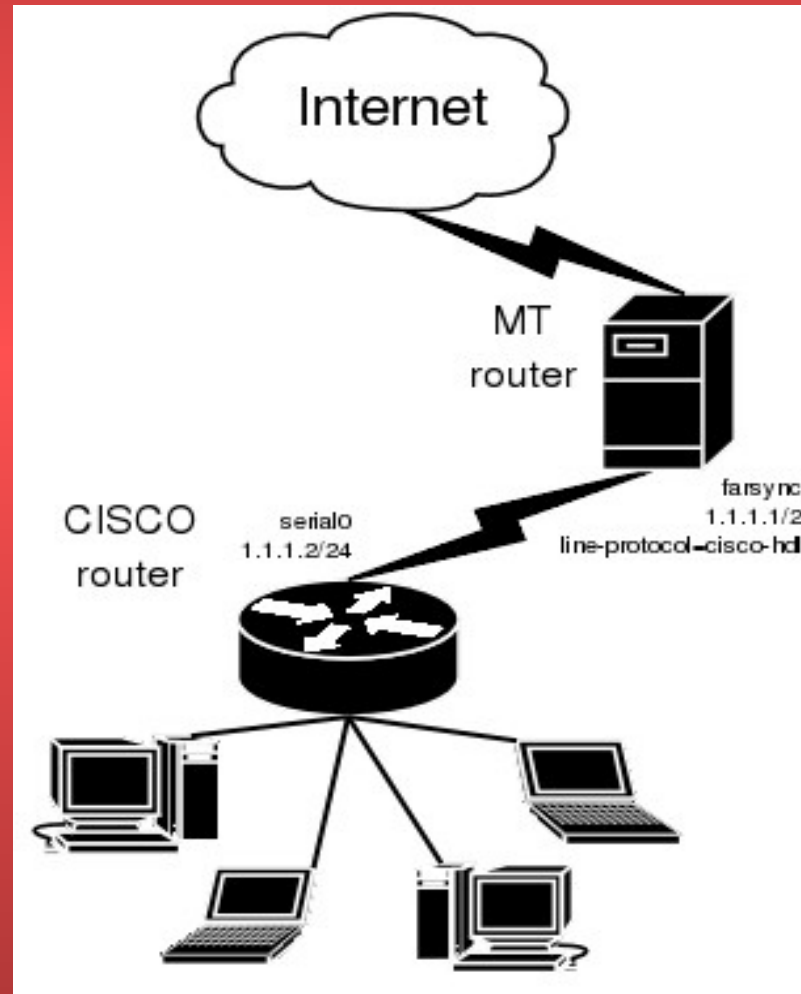 Internet
MT
router
farsync
1.1.1.1/2
line-protocol=cisco-hdl
CISCO
router
serial0
1.1.1.2/24